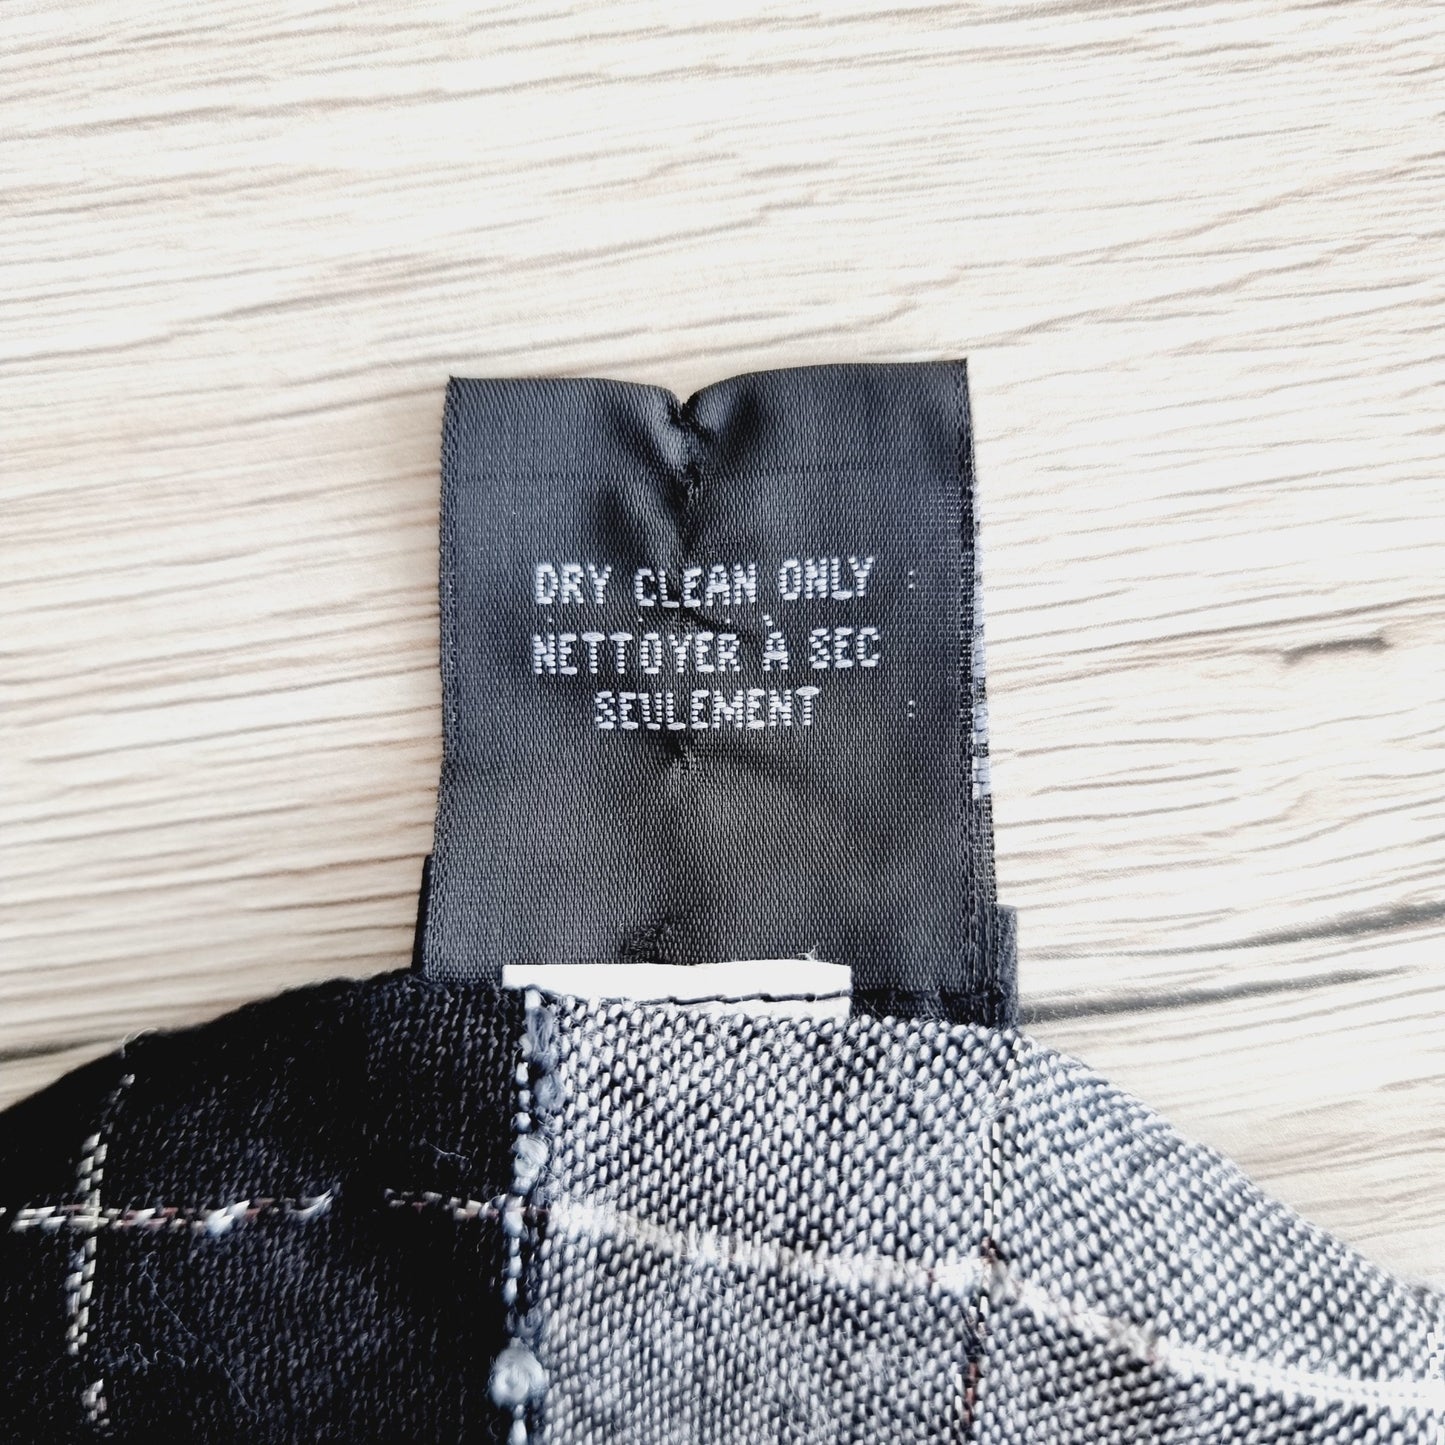 DRY CLEAN ONLY
NETTOYER À SEC
SEULEMENT